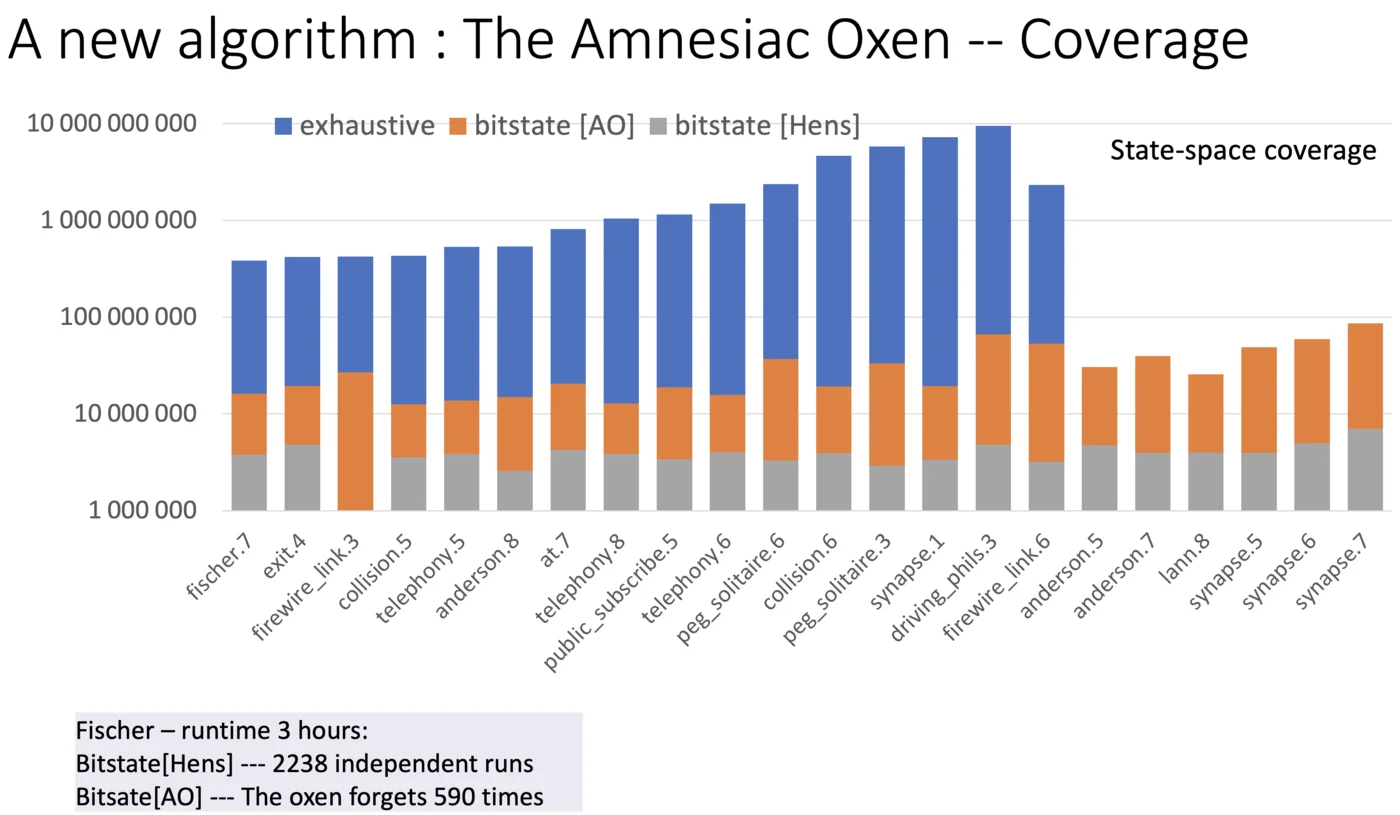 A new algorithm : The Amnesiac Oxen -- Coverage
exhaustive bitstate [AO] bitstate [Hens]
State-space coverage
10 000 000 000
1 000 000 000
100 000 000
10 000 000
1 000 000
fischer.7
exit.4
firewire_link.3
collision.5
telephony.5
anderson.8
at.7
telephony.8
public_subscribe.5
telephony.6
peg_solitaire.6
collision.6
peg_solitaire.3
synapse.1
driving_phils.3
firewire_link.6
anderson.5
anderson.7
lann.8
synapse.5
synapse.6
synapse.7
Fischer – runtime 3 hours:
Bitstate[Hens] --- 2238 independent runs
Bitsate[AO] --- The oxen forgets 590 times